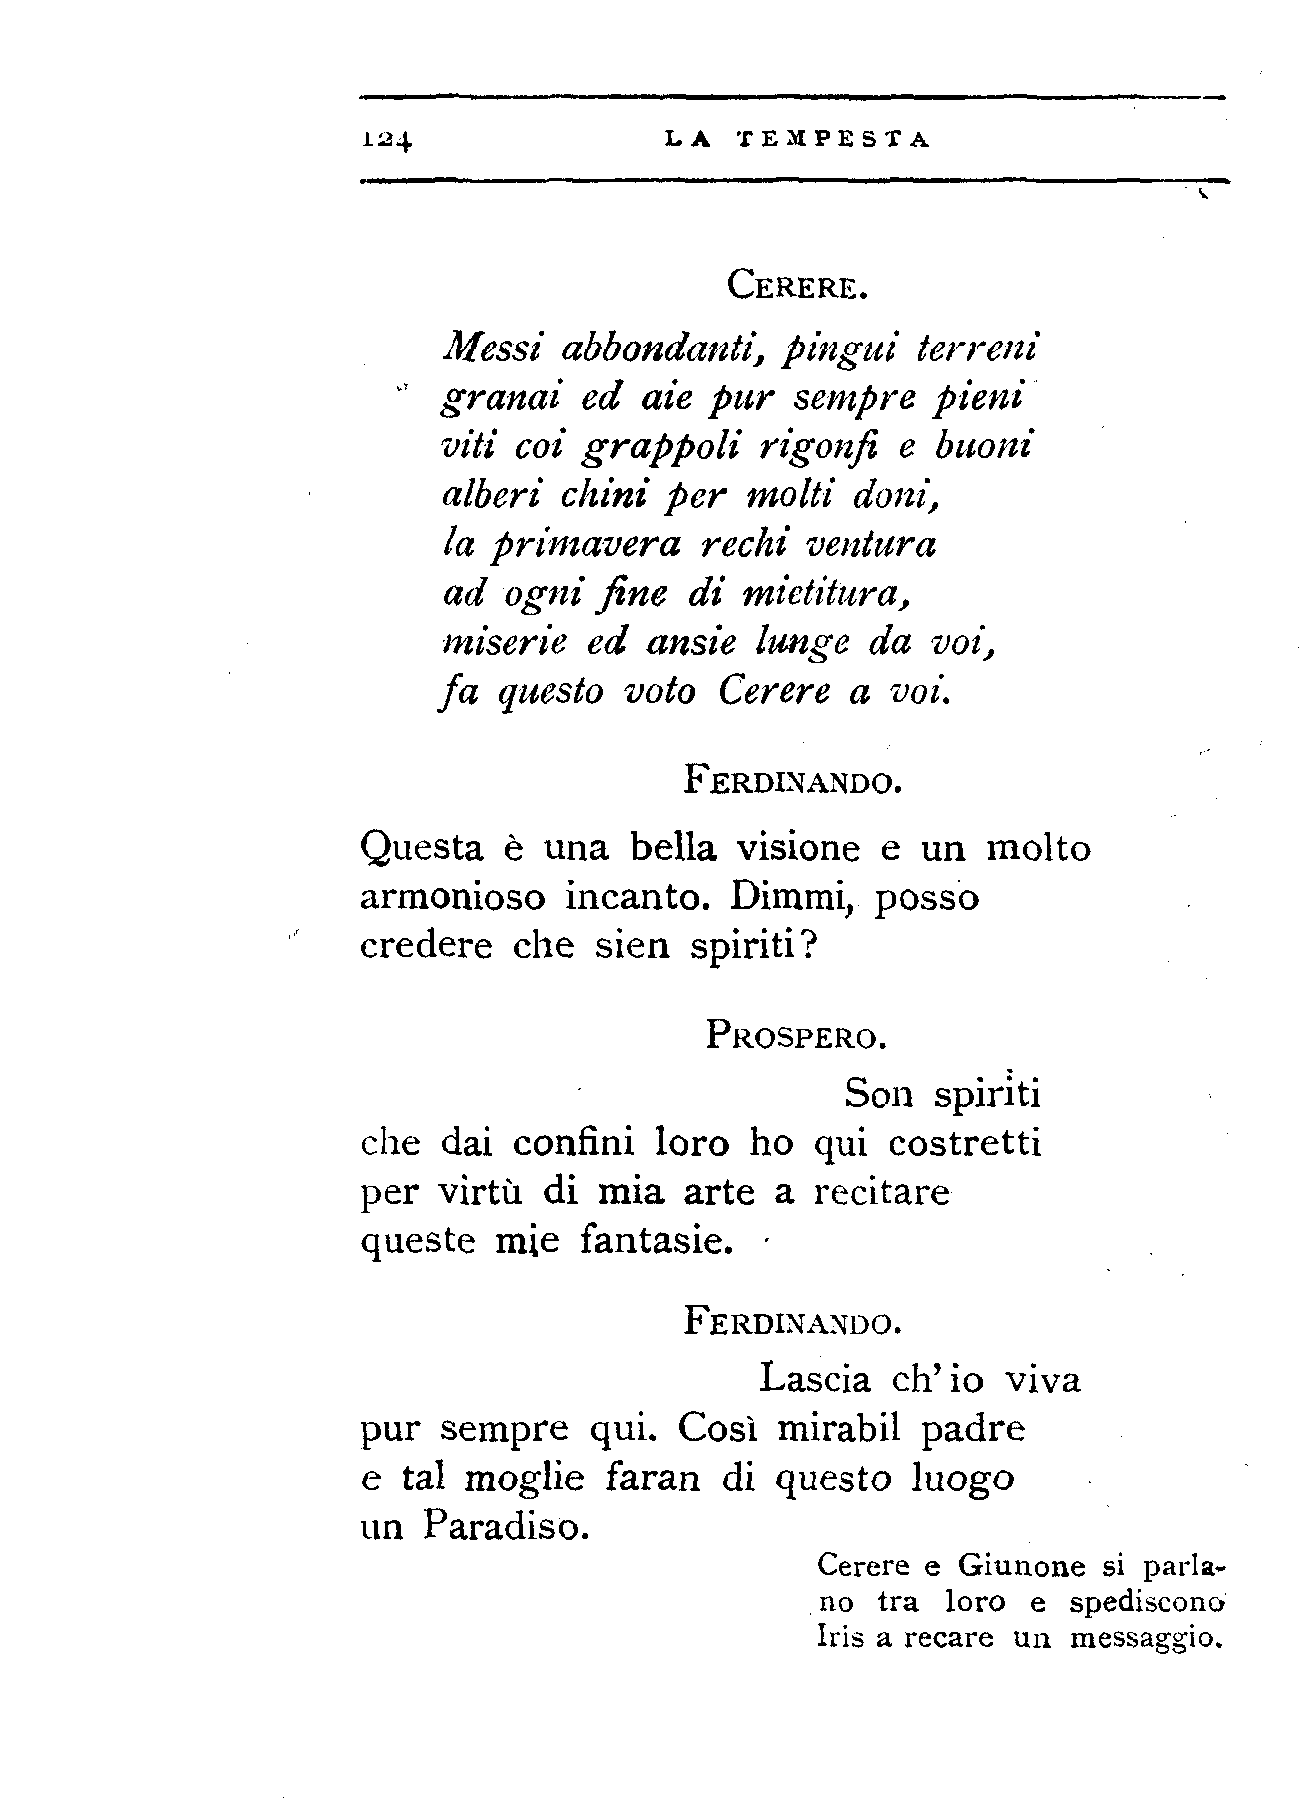 124 LA TEMPESTA
CERERE.
Messi abbondanti, pingui terreni
granai ed aie pur sempre pieni
viti coi grappoli rigonfi e buoni
alberi chini per molti doni,
la primavera rechi ventura
ad ogni fine di mietitura,
miserie ed ansie lunge da voi,
fa questo voto Cerere a voi.
FERDINANDO.
Questa è una bella visione e un molto
armonioso incanto. Dimmi, posso
credere che sien spiriti?
PROSPERO.
Son spiriti
che dai confini loro ho qui costretti
per virtù di mia arte a recitare
queste mie fantasie.
FERDINANDO.
Lascia ch' io viva
pur sempre qui. Così mirabil padre
e tal moglie faran di questo luogo
un Paradiso.
Cerere e Giunone si parla-
no tra loro e spediscono
Iris a recare un messaggio.